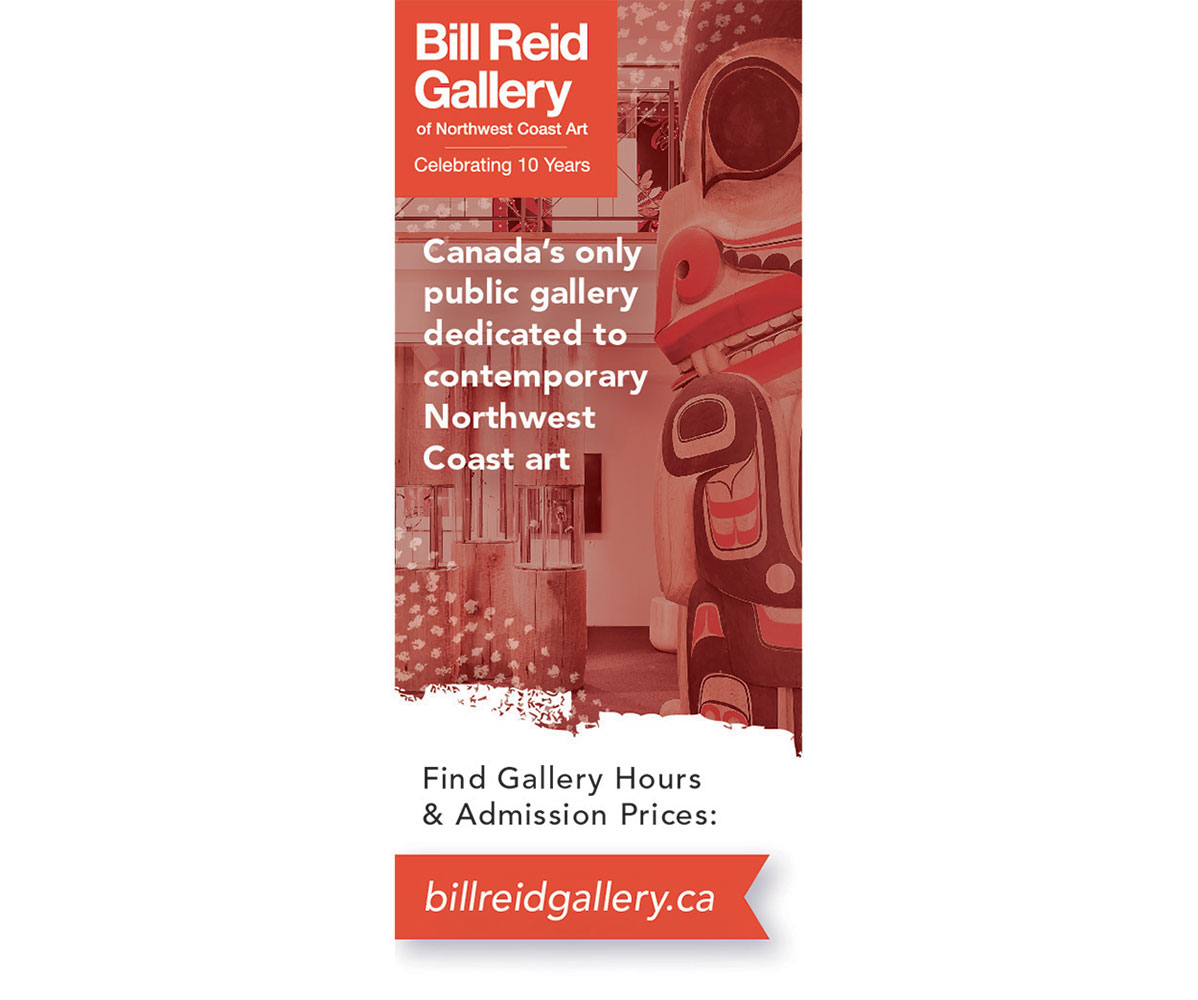 Bill Reid
Gallery
of Northwest Coast Art
Celebrating 10 Years
Canada’s only
public gallery
dedicated to
contemporary
Northwest
Coast art
Find Gallery Hours
& Admission Prices:
billreidgallery.ca